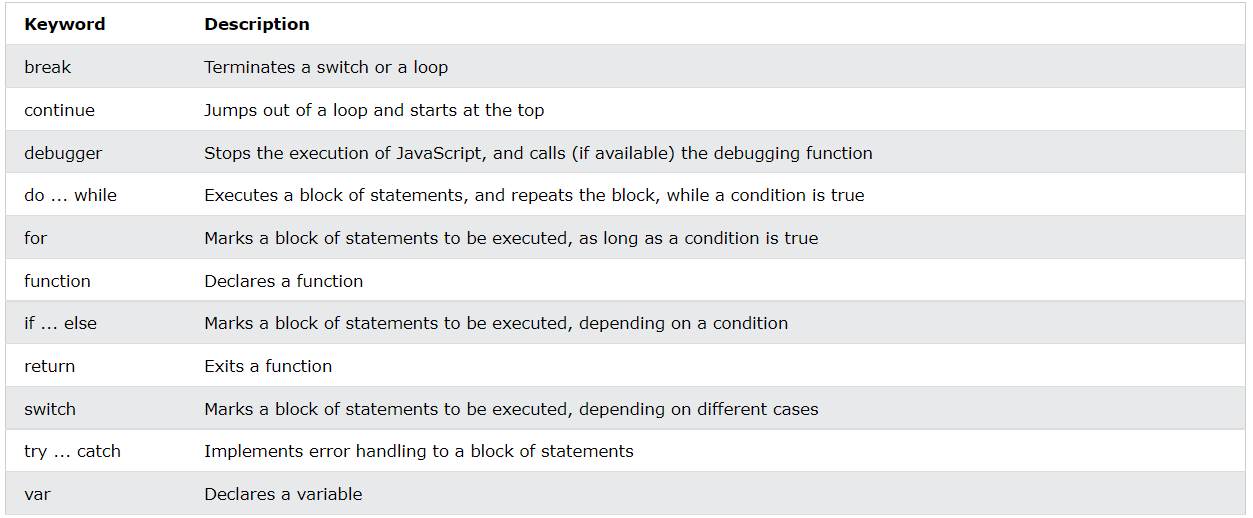 Keyword Description
break Terminates a switch or a loop
continue Jumps out of a loop and starts at the top
debugger Stops the execution of JavaScript, and calls (if available) the debugging function
do ... while Executes a block of statements, and repeats the block, while a condition is true
for Marks a block of statements to be executed, as long as a condition is true
function Declares a function
if ... else Marks a block of statements to be executed, depending on a condition
return Exits a function
switch Marks a block of statements to be executed, depending on different cases
try ... catch Implements error handling to a block of statements
var Declares a variable